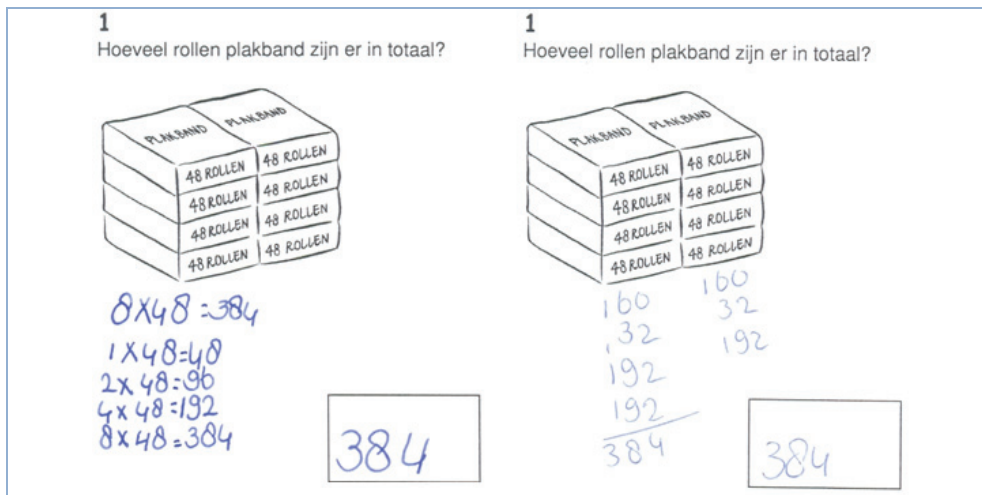 1
Hoeveel rollen plakband zijn er in totaal?
PLAKBAND PLAKBAND
48 ROLLEN 48 ROLLEN
48 ROLLEN 48 ROLLEN
48 ROLLEN 48 ROLLEN
48 ROLLEN 48 ROLLEN
8x48=384
1x48=48
2x48=96
4x48=192
8x48=384
384
1
Hoeveel rollen plakband zijn er in totaal?
PLAKBAND PLAKBAND
48 ROLLEN 48 ROLLEN
48 ROLLEN 48 ROLLEN
48 ROLLEN 48 ROLLEN
48 ROLLEN 48 ROLLEN
160 160
32 32
192 192
192
384
384